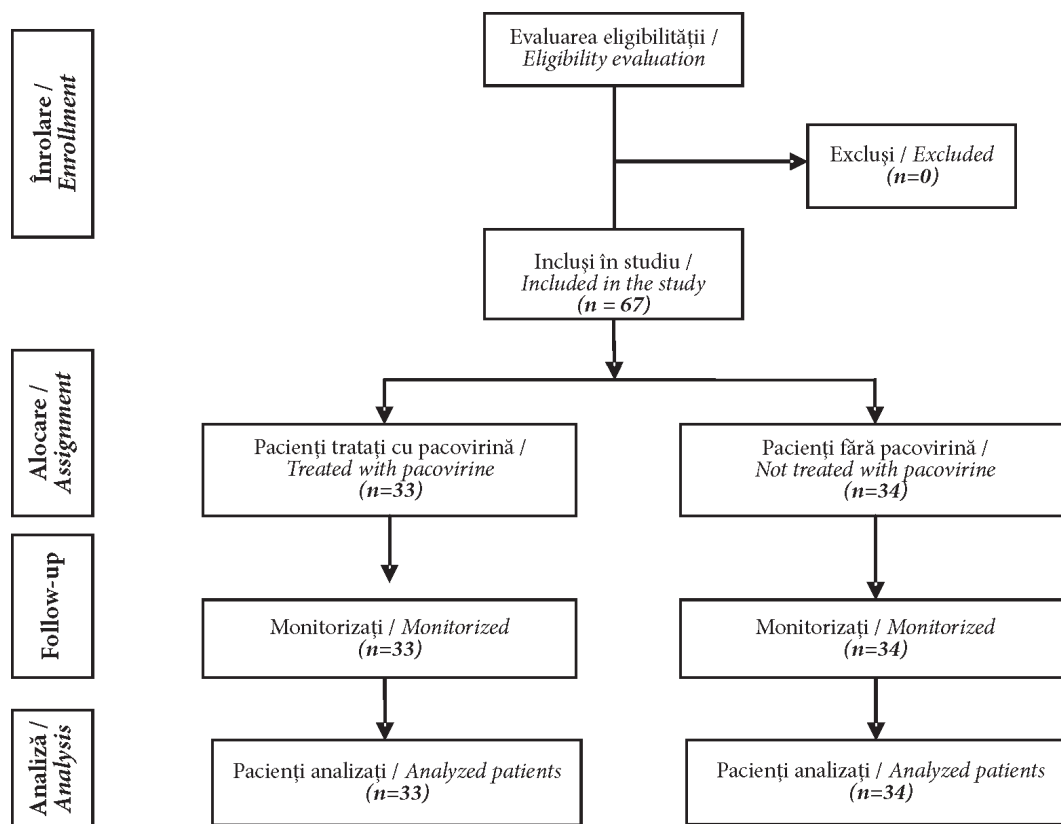 Înrolare /
Enrollment
Evaluarea eligibilității /
Eligibility evaluation
Excluși / Excluded
(n=0)
Incluși în studiu /
Included in the study
(n = 67)
Alocare /
Assignment
Pacienți tratați cu pacovirină /
Treated with pacovirine /
(n=33)
Pacienți fără pacovirină /
Not treated with pacovirine /
(n=34)
Follow-up
Monitorizați / Monitorized
(n=33)
Monitorizați / Monitorized
(n=34)
Analiză /
Analysis
Pacienți analizați / Analyzed patients
(n=33)
Pacienți analizați / Analyzed patients
(n=34)